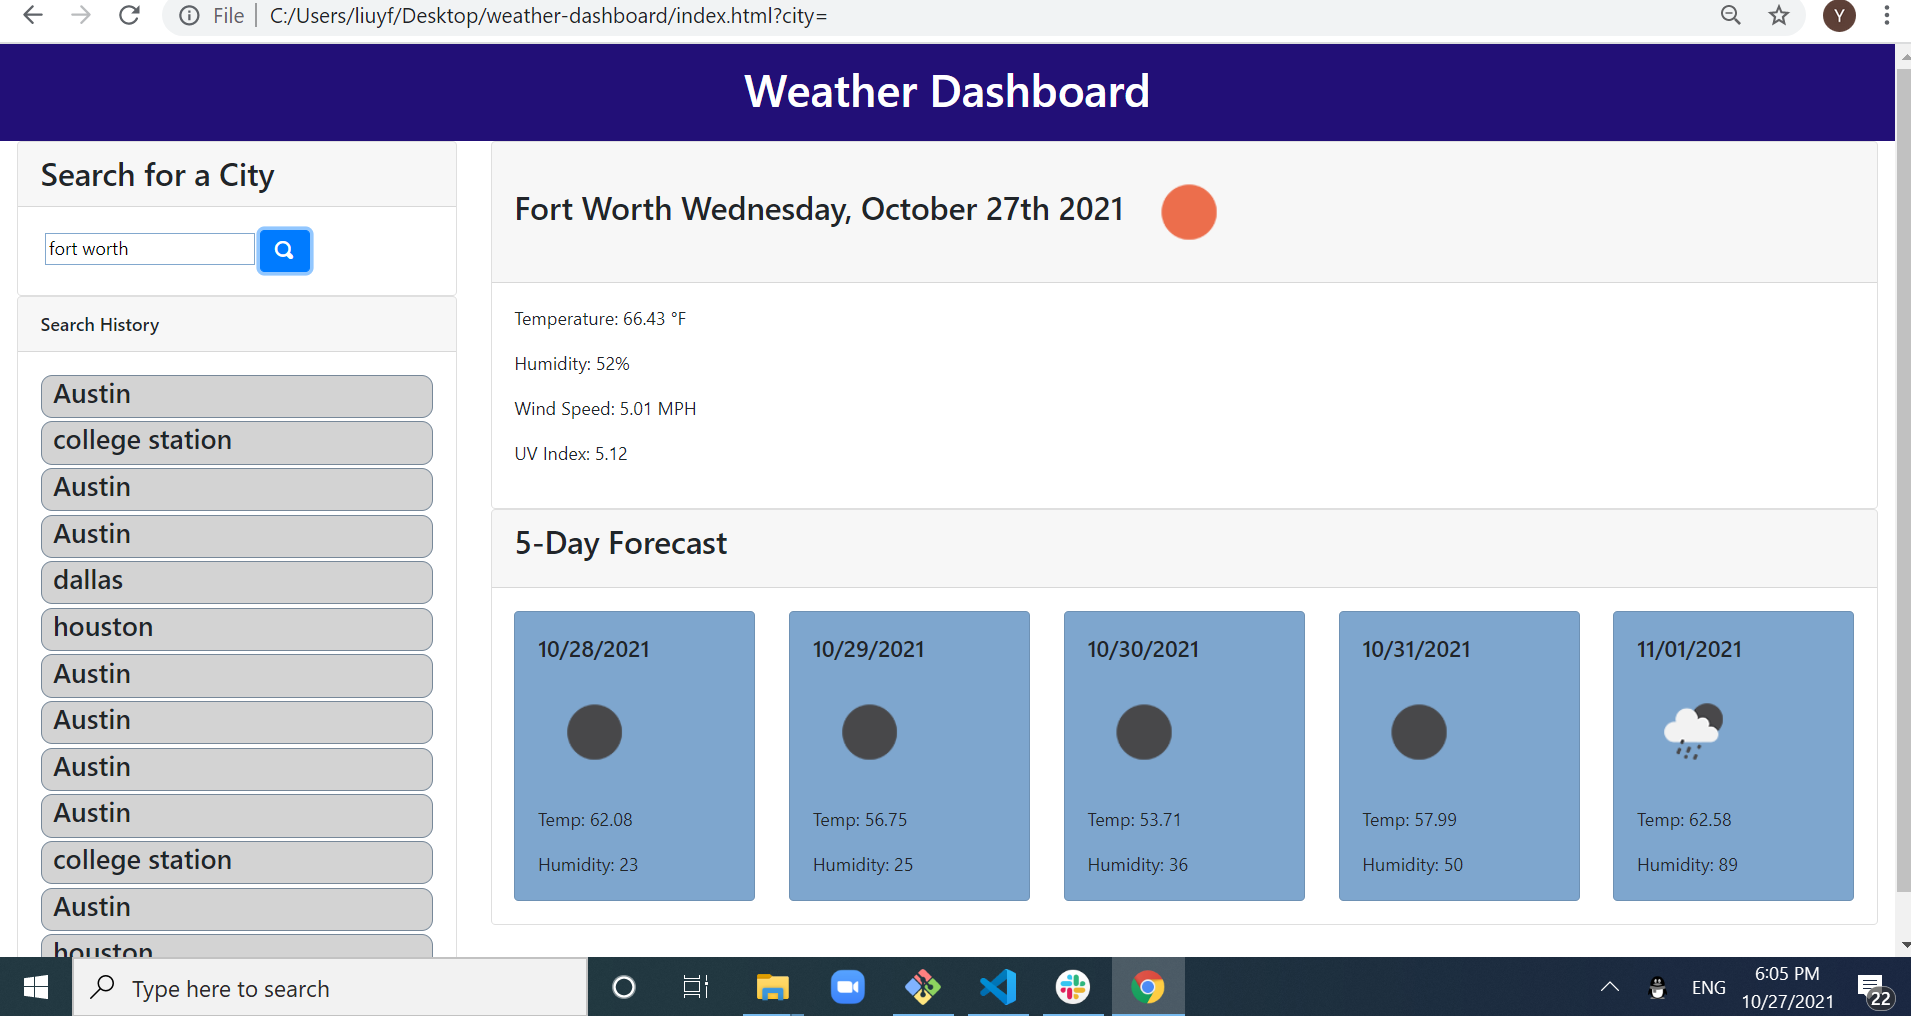 File
C:/Users/liuyf/Desktop/weather-dashboard/index.html?city=
Y
Weather Dashboard
Search for a City
fort worth
Search History
Austin
college station
Austin
Austin
dallas
houston
Austin
Austin
Austin
Austin
college station
Austin
houston
Fort Worth Wednesday, October 27th 2021
Temperature: 66.43 °F
Humidity: 52%
Wind Speed: 5.01 MPH
UV Index: 5.12
5-Day Forecast
10/28/2021
Temp: 62.08
Humidity: 23
10/29/2021
Temp: 56.75
Humidity: 25
10/30/2021
Temp: 53.71
Humidity: 36
10/31/2021
Temp: 57.99
Humidity: 50
11/01/2021
Temp: 62.58
Humidity: 89
Type here to search
ENG
6:05 PM
10/27/2021
22